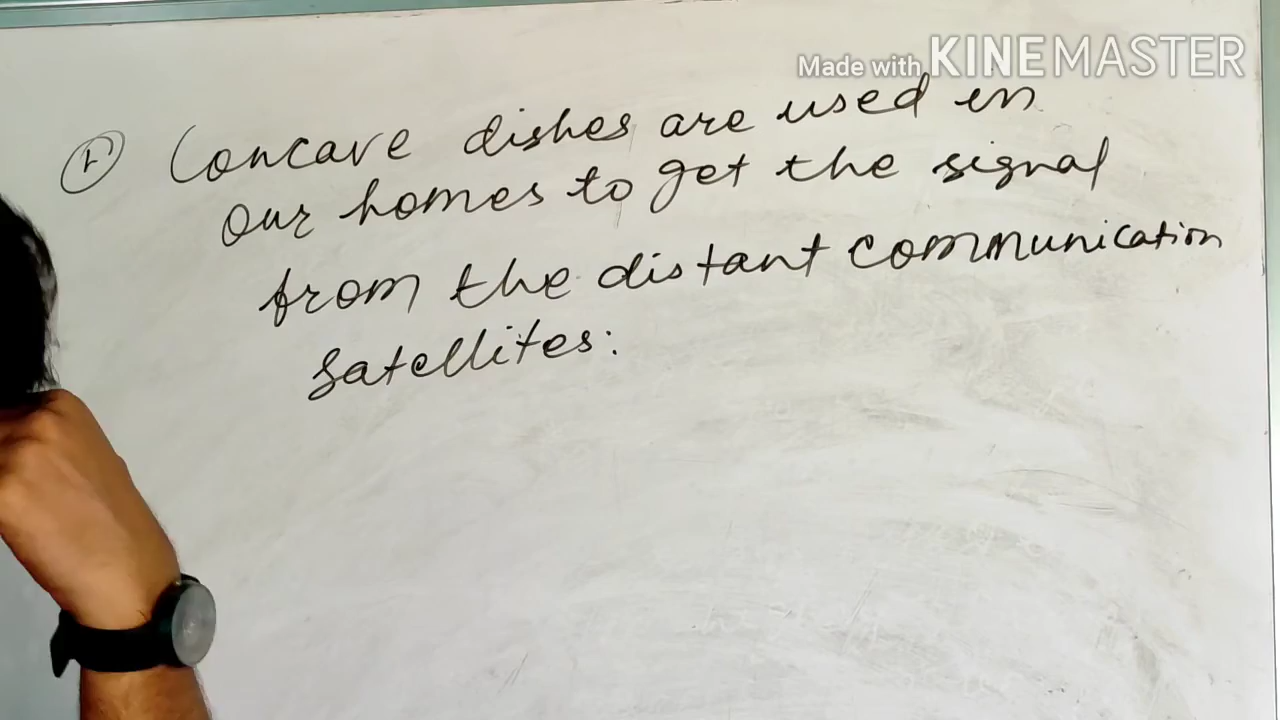 Made with KINEMASTER
Concave dishes are used in
our homes to get the signal
from the distant communication
satellites: